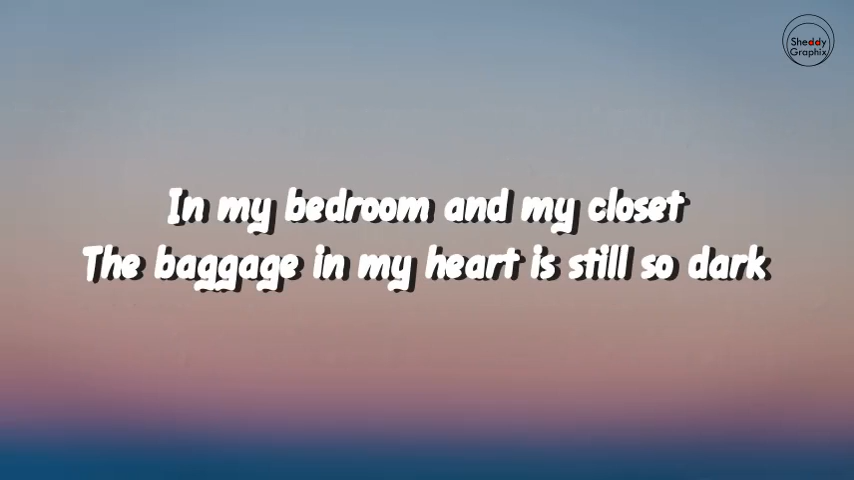 Sheddy
Graphix
In my bedroom and my closet
The baggage in my heart is still so dark